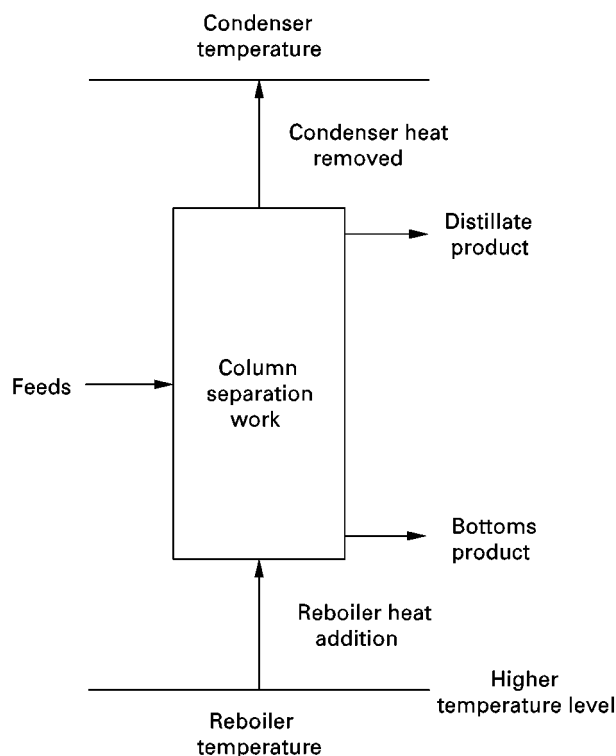 Condenser
temperature
Condenser heat
removed
Distillate
product
Feeds
Column
separation
work
Bottoms
product
Reboiler heat
addition
Higher
temperature level
Reboiler
temperature